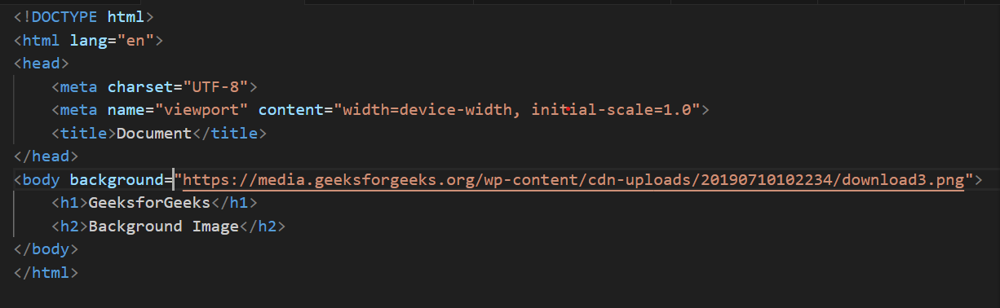 <!DOCTYPE html>
<html lang="en">
<head>
    <meta charset="UTF-8">
    <meta name="viewport" content="width=device-width, initial-scale=1.0">
    <title>Document</title>
</head>
<body background="https://media.geeksforgeeks.org/wp-content/cdn-uploads/20190710102234/download3.png">
    <h1>GeeksforGeeks</h1>
    <h2>Background Image</h2>
</body>
</html>